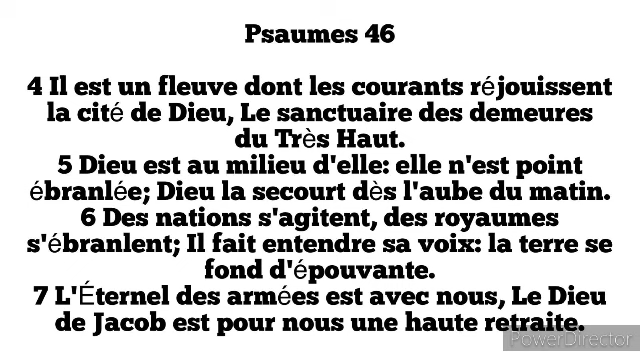 Psaumes 46
4 Il est un fleuve dont les courants réjouissent
la cité de Dieu, Le sanctuaire des demeures
du Très Haut.
5 Dieu est au milieu d'elle: elle n'est point
ébranlée; Dieu la secourt dès l'aube du matin.
6 Des nations s'agitent, des royaumes
s'ébranlent; Il fait entendre sa voix: la terre se
fond d'épouvante.
7 L'Éternel des armées est avec nous, Le Dieu
de Jacob est pour nous une haute retraite.
PowerDirector